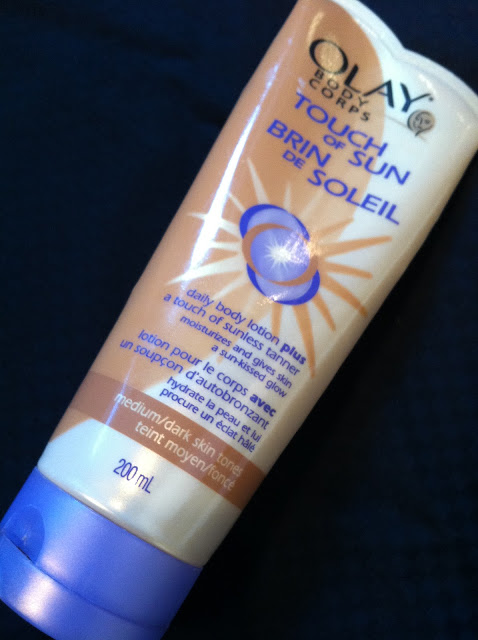 OLAY
BODY
CORPS
TOUCH
OF SUN
BRIN
DE SOLEIL
daily body lotion plus
a touch of sunless tanner
moisturizes and gives skin
a sun-kissed glow
lotion pour le corps avec
un soupçon d'autobronzant
hydrate la peau et lui
procure un éclat hâlé
medium/dark skin tones
teint moyen/foncé
200 mL